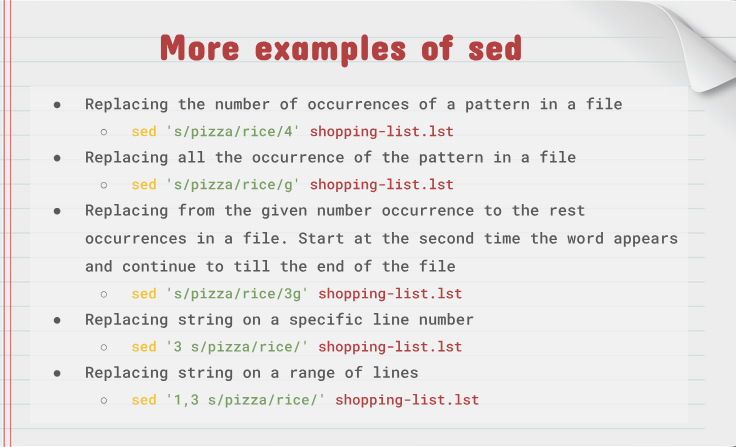 More examples of sed
● Replacing the number of occurrences of a pattern in a file
○ sed 's/pizza/rice/4' shopping-list.lst
● Replacing all the occurrence of the pattern in a file
○ sed 's/pizza/rice/g' shopping-list.lst
● Replacing from the given number occurrence to the rest
occurrences in a file. Start at the second time the word appears
and continue to till the end of the file
○ sed 's/pizza/rice/3g' shopping-list.lst
● Replacing string on a specific line number
○ sed '3 s/pizza/rice/' shopping-list.lst
● Replacing string on a range of lines
○ sed '1,3 s/pizza/rice/' shopping-list.lst